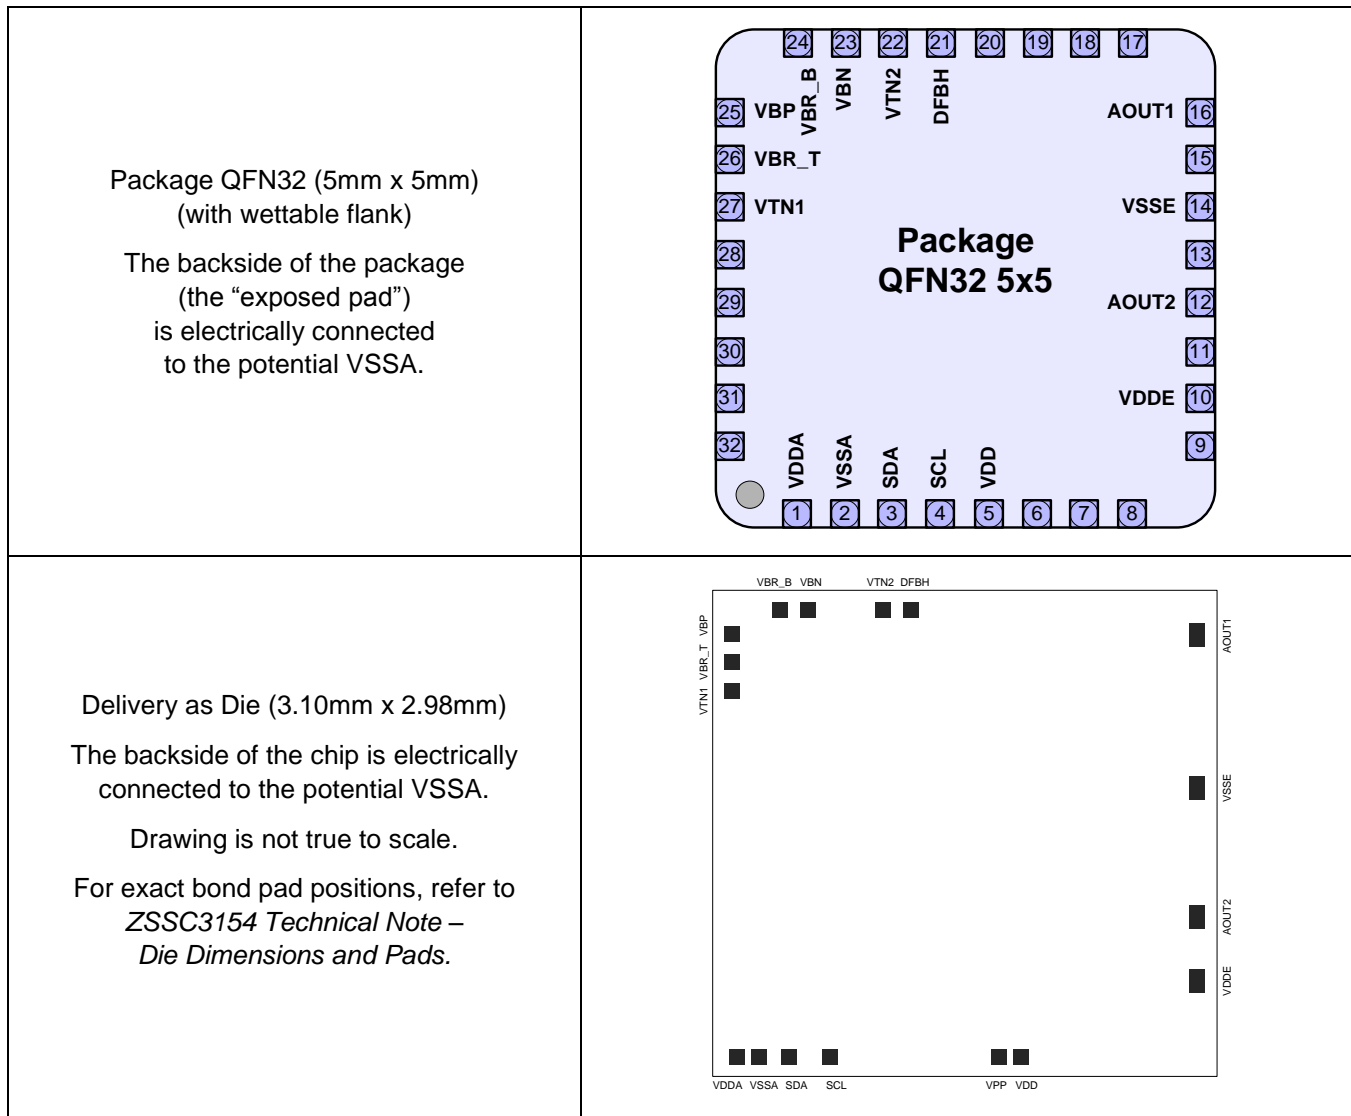 Package QFN32 (5mm x 5mm)
(with wettable flank)
The backside of the package
(the “exposed pad”)
is electrically connected
to the potential VSSA.
24 23 22 21 20 19 18 17
VBR_B VBN VTN2 DFBH
25 VBP
26 VBR_T
27 VTN1
28
29
30
31
32
AOUT1 16
15
VSSE 14
13
AOUT2 12
11
VDDE 10
9
Package
QFN32 5x5
VDDA VSSA SDA SCL VDD
1 2 3 4 5 6 7 8
Delivery as Die (3.10mm x 2.98mm)
The backside of the chip is electrically
connected to the potential VSSA.
Drawing is not true to scale.
For exact bond pad positions, refer to
ZSSC3154 Technical Note –
Die Dimensions and Pads.
VBR_B VBN VTN2 DFBH
VBP
VBR_T
VTN1
AOUT1
VSSE
AOUT2
VDDE
VDDA VSSA SDA SCL VPP VDD